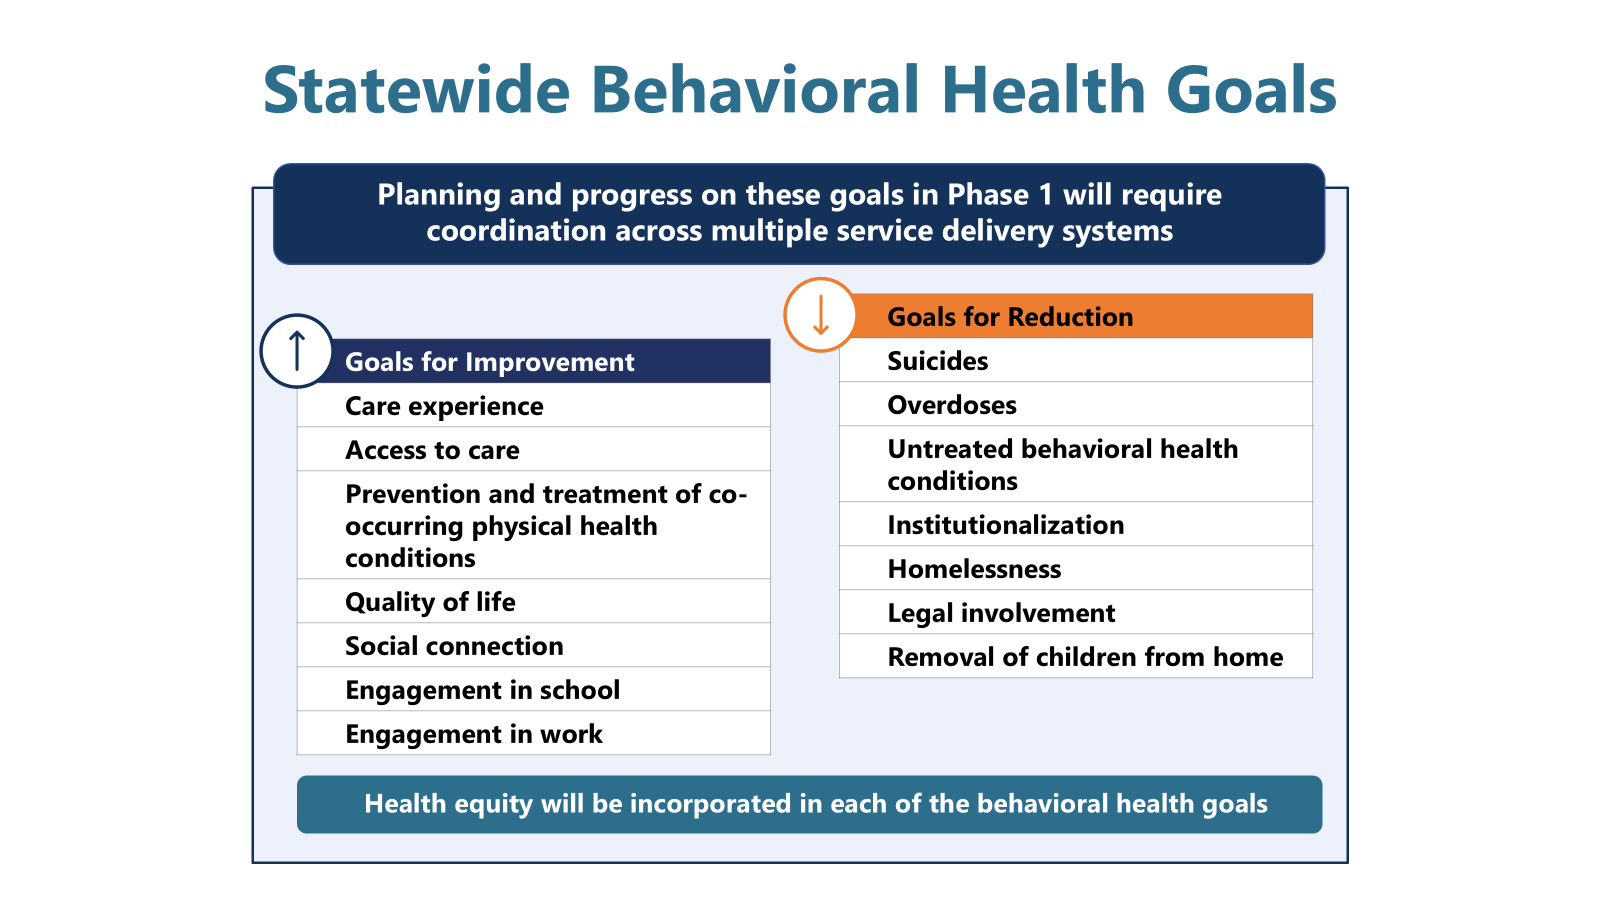 Statewide Behavioral Health Goals
Planning and progress on these goals in Phase 1 will require
coordination across multiple service delivery systems
Goals for Improvement
Care experience
Access to care
Prevention and treatment of co-
occurring physical health
conditions
Quality of life
Social connection
Engagement in school
Engagement in work
Goals for Reduction
Suicides
Overdoses
Untreated behavioral health
conditions
Institutionalization
Homelessness
Legal involvement
Removal of children from home
Health equity will be incorporated in each of the behavioral health goals